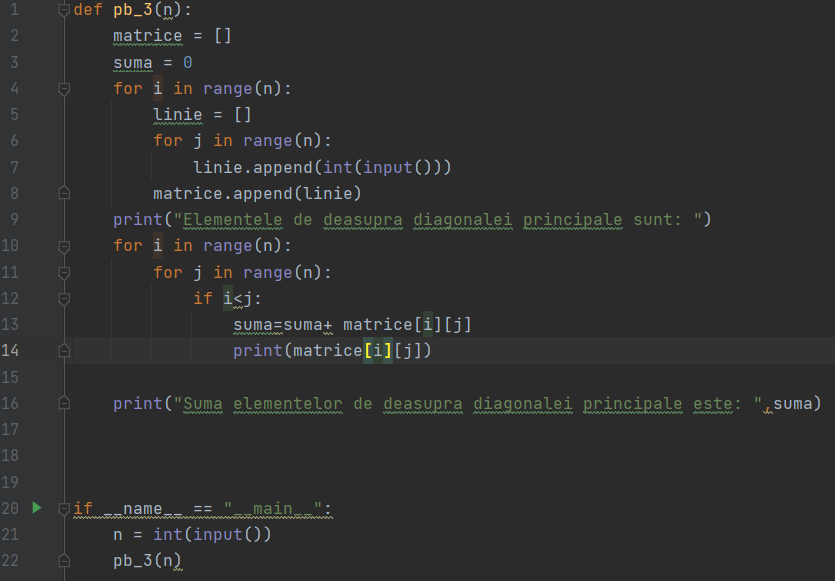 1 def pb_3(n):
2     matrice = []
3     suma = 0
4     for i in range(n):
5         linie = []
6         for j in range(n):
7             linie.append(int(input()))
8         matrice.append(linie)
9     print("Elementele de deasupra diagonalei principale sunt: ")
10     for i in range(n):
11         for j in range(n):
12             if i<j:
13                 suma=suma+ matrice[i][j]
14                 print(matrice[i][j])
15
16     print("Suma elementelor de deasupra diagonalei principale este: ",suma)
17
18
19
20 if __name__ == "__main__":
21     n = int(input())
22     pb_3(n)